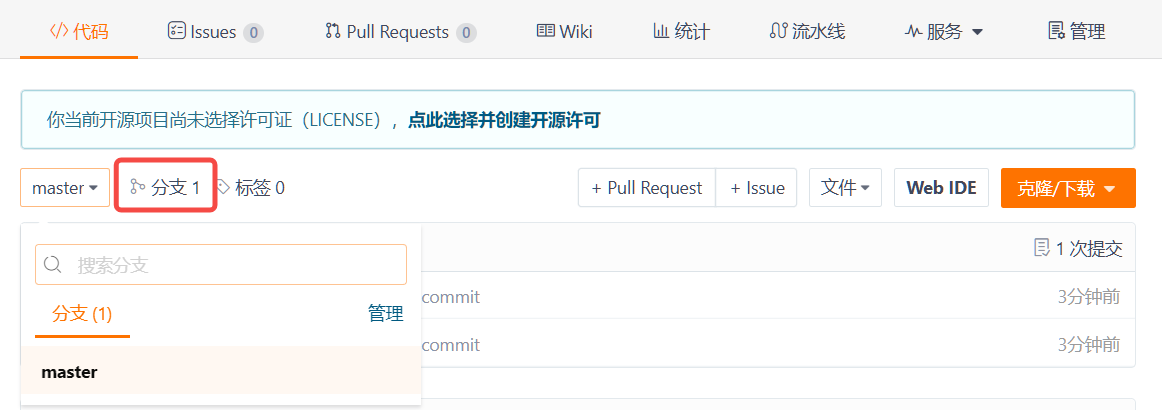 代码 Issues 0 Pull Requests 0 Wiki 统计 流水线 服务 管理
你当前开源项目尚未选择许可证（LICENSE），点此选择并创建开源许可
master 分支 1 标签 0 + Pull Request + Issue 文件 Web IDE 克隆/下载
1 次提交
搜索分支
commit 3分钟前
分支 (1) 管理
commit 3分钟前
master